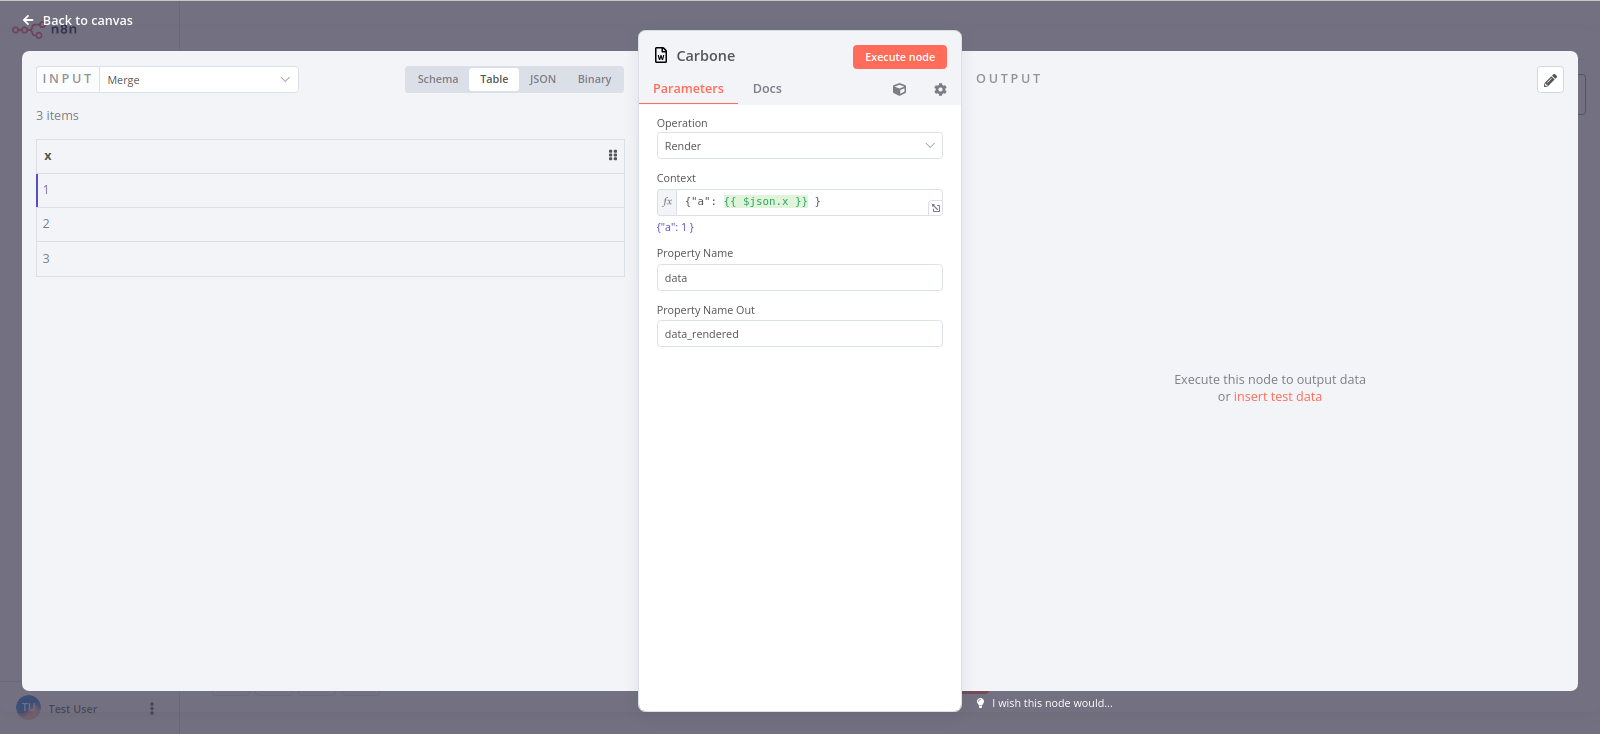 Back to canvas
n8n
INPUT Merge
Schema Table JSON Binary
3 items
x
1
2
3
Carbone
Execute node
Parameters Docs
Operation
Render
Context
fx {"a": {{ $json.x }} }
{"a": 1 }
Property Name
data
Property Name Out
data_rendered
OUTPUT
Execute this node to output data
or insert test data
TU Test User
I wish this node would...